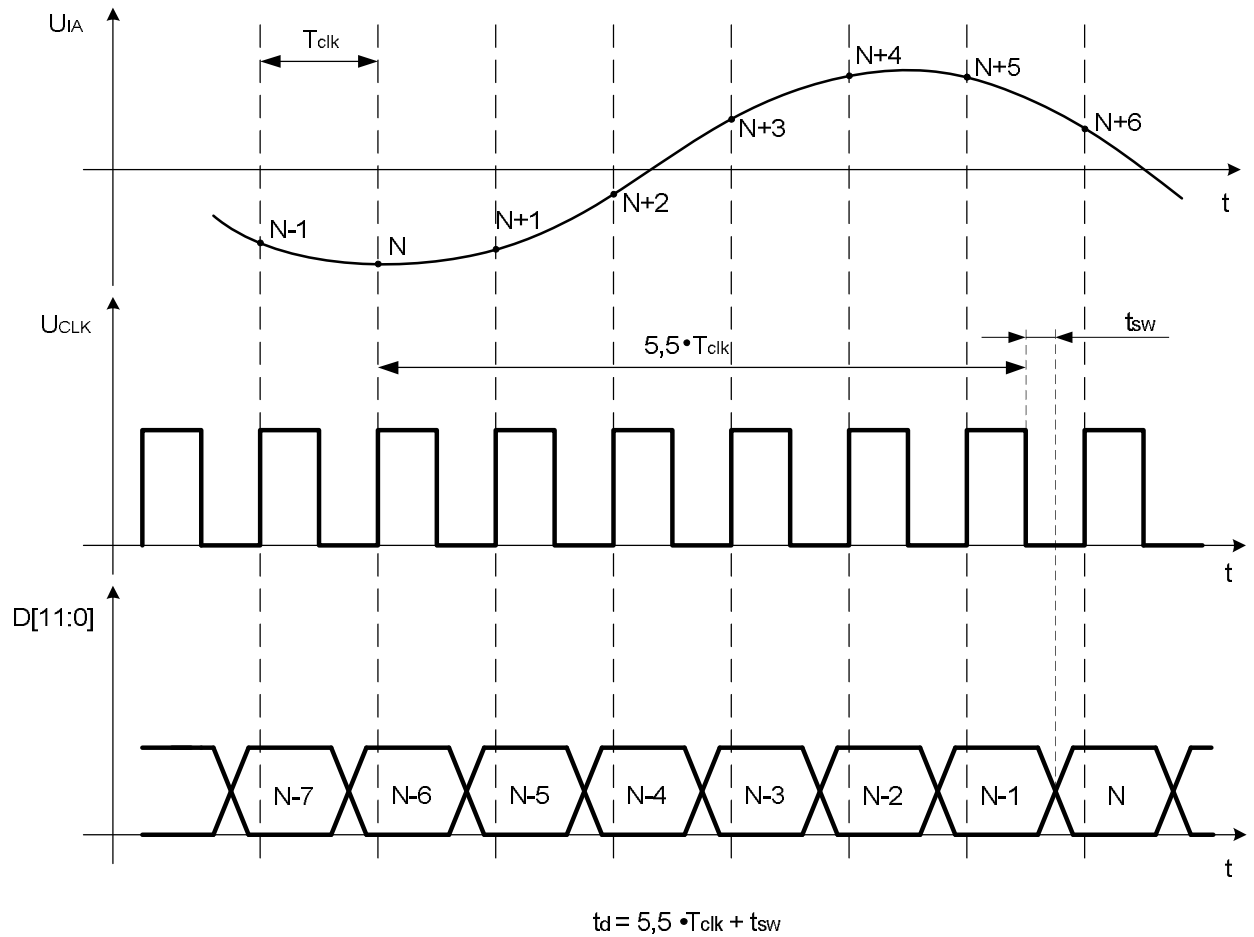 UIA
Tclk
N-1
N
N+1
N+2
N+3
N+4
N+5
N+6
t
UCLK
5,5•Tclk
tsw
t
D[11:0]
N-7
N-6
N-5
N-4
N-3
N-2
N-1
N
t
td = 5,5 •Tclk + tsw